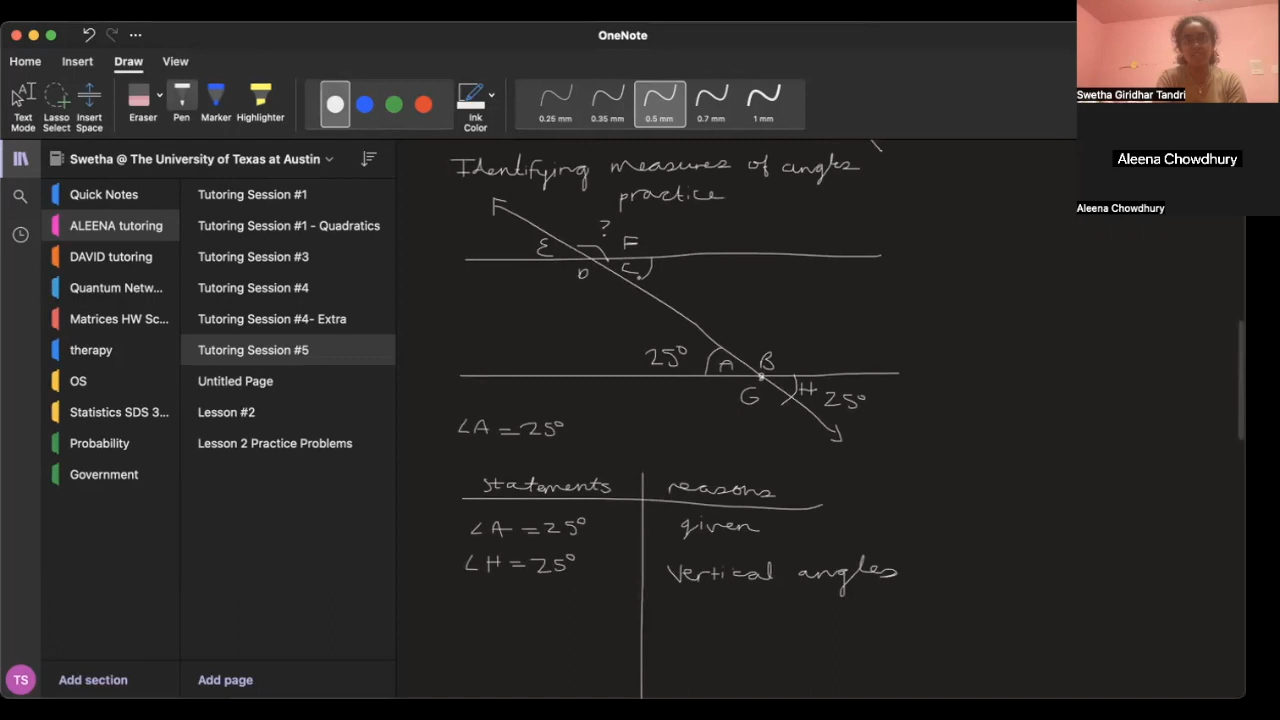 OneNote
Home Insert Draw View
Text Mode
Lasso Select
Insert Space
Eraser
Pen
Marker
Highlighter
Ink Color
0.25 mm
0.35 mm
0.5 mm
0.7 mm
1 mm
Swetha Giridhar Tandri
Aleena Chowdhury
Aleena Chowdhury
Swetha @ The University of Texas at Austin
Quick Notes
ALEENA tutoring
DAVID tutoring
Quantum Netw...
Matrices HW Sc...
therapy
OS
Statistics SDS 3...
Probability
Government
Tutoring Session #1
Tutoring Session #1 - Quadratics
Tutoring Session #3
Tutoring Session #4
Tutoring Session #4- Extra
Tutoring Session #5
Untitled Page
Lesson #2
Lesson 2 Practice Problems
TS
Add section
Add page
Identifying measures of angles
practice
?
E F
D C
25° A B
G H 25°
∠A = 25°
statements reasons
∠A = 25° given
∠H = 25° vertical angles